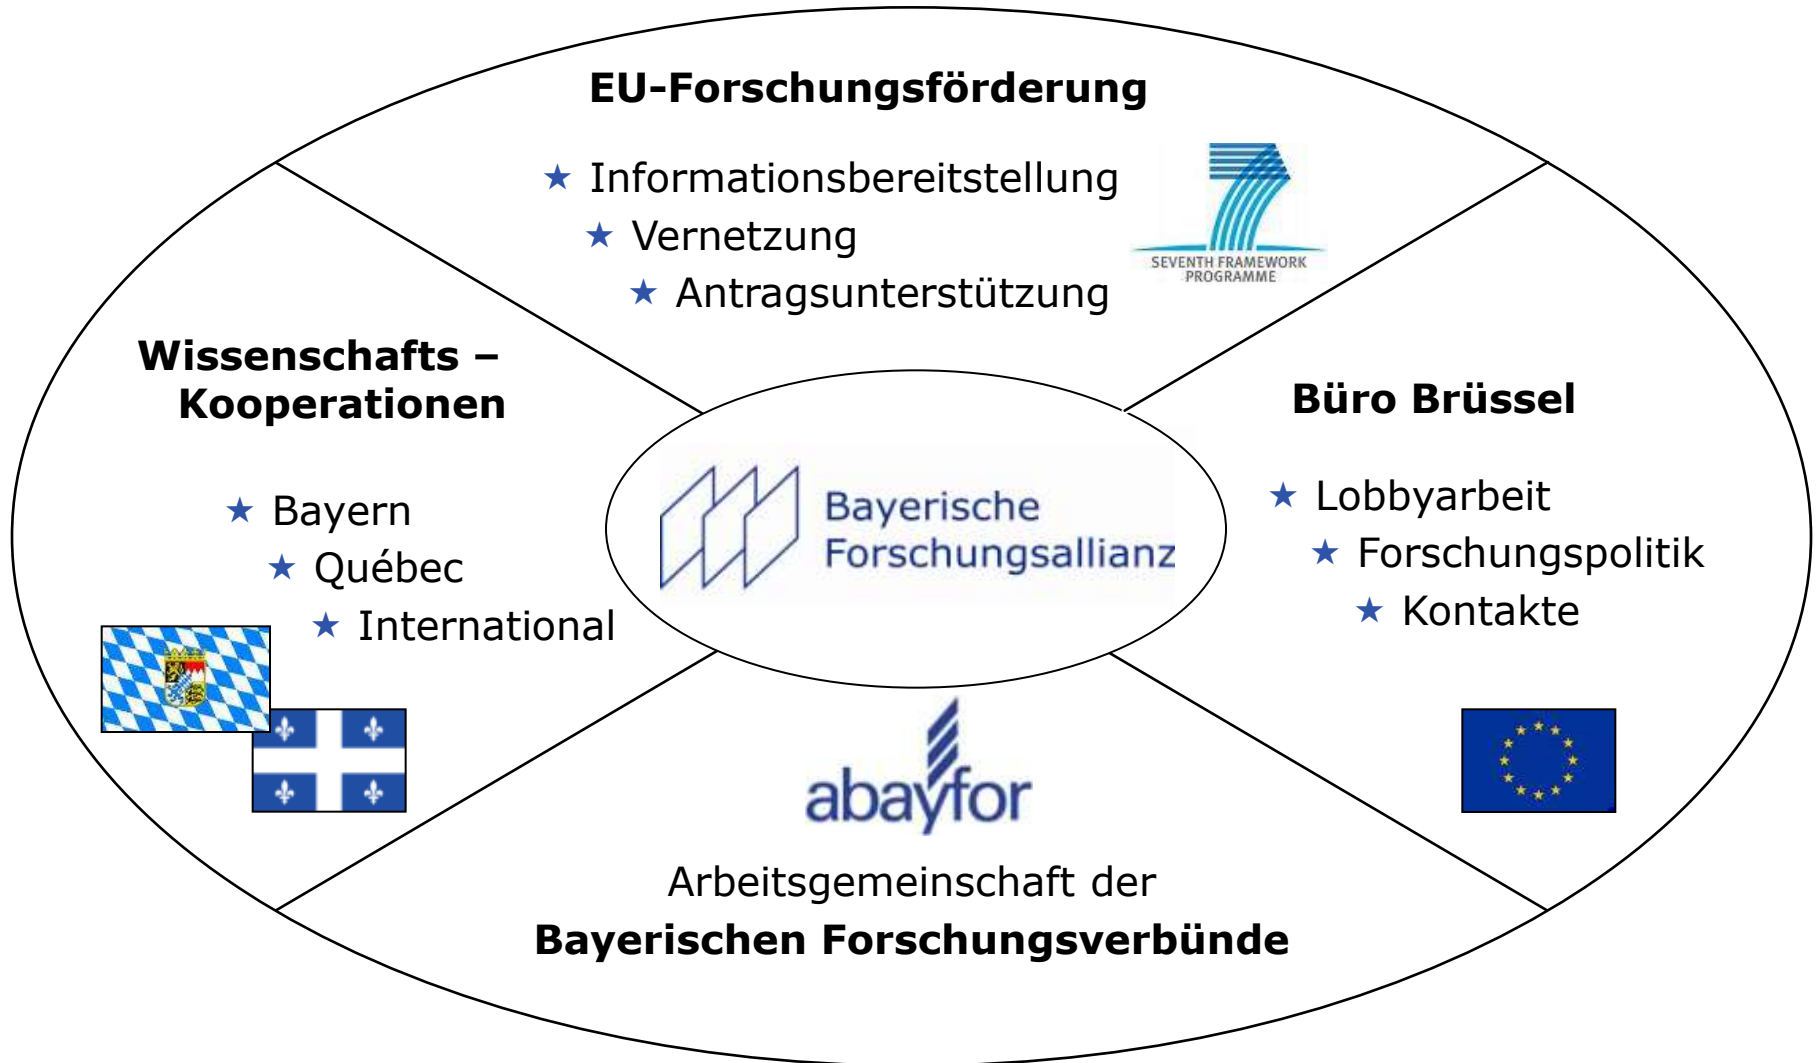 EU-Forschungsförderung
★ Informationsbereitstellung
★ Vernetzung
★ Antragsunterstützung
SEVENTH FRAMEWORK
PROGRAMME
Wissenschafts –
Kooperationen
★ Bayern
★ Québec
★ International
Bayerische
Forschungsallianz
Büro Brüssel
★ Lobbyarbeit
★ Forschungspolitik
★ Kontakte
abayfor
Arbeitsgemeinschaft der
Bayerischen Forschungsverbünde